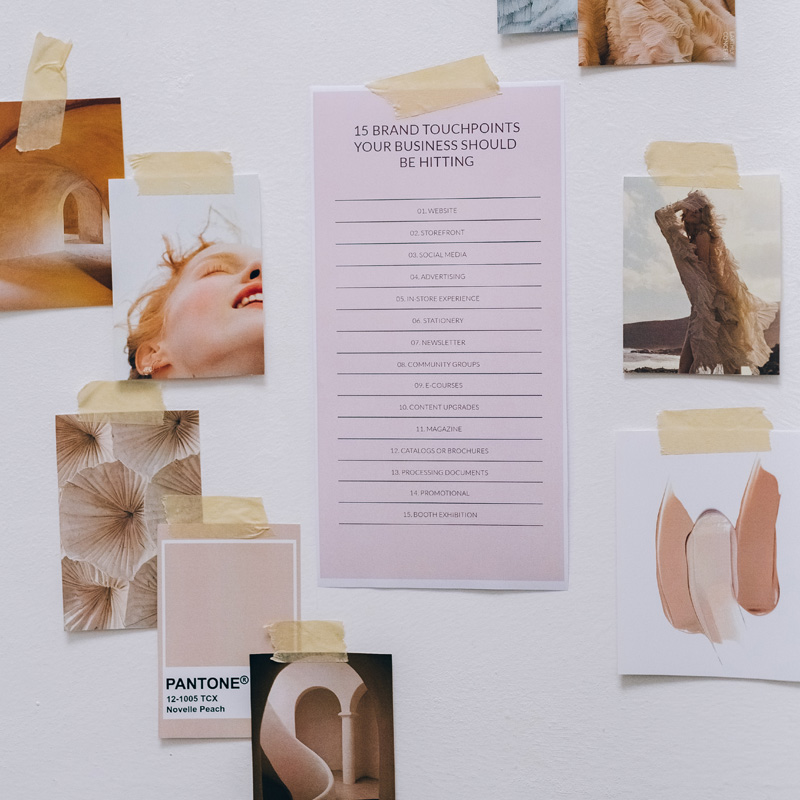 15 BRAND TOUCHPOINTS
YOUR BUSINESS SHOULD
BE HITTING
01. WEBSITE
02. STOREFRONT
03. SOCIAL MEDIA
04. ADVERTISING
05. IN-STORE EXPERIENCE
06. STATIONERY
07. NEWSLETTER
08. COMMUNITY GROUPS
09. E-COURSES
10. CONTENT UPGRADES
11. MAGAZINE
12. CATALOGS OR BROCHURES
13. PROCESSING DOCUMENTS
14. PROMOTIONAL
15. BOOTH EXHIBITION
PANTONE®
12-1005 TCX
Novelle Peach